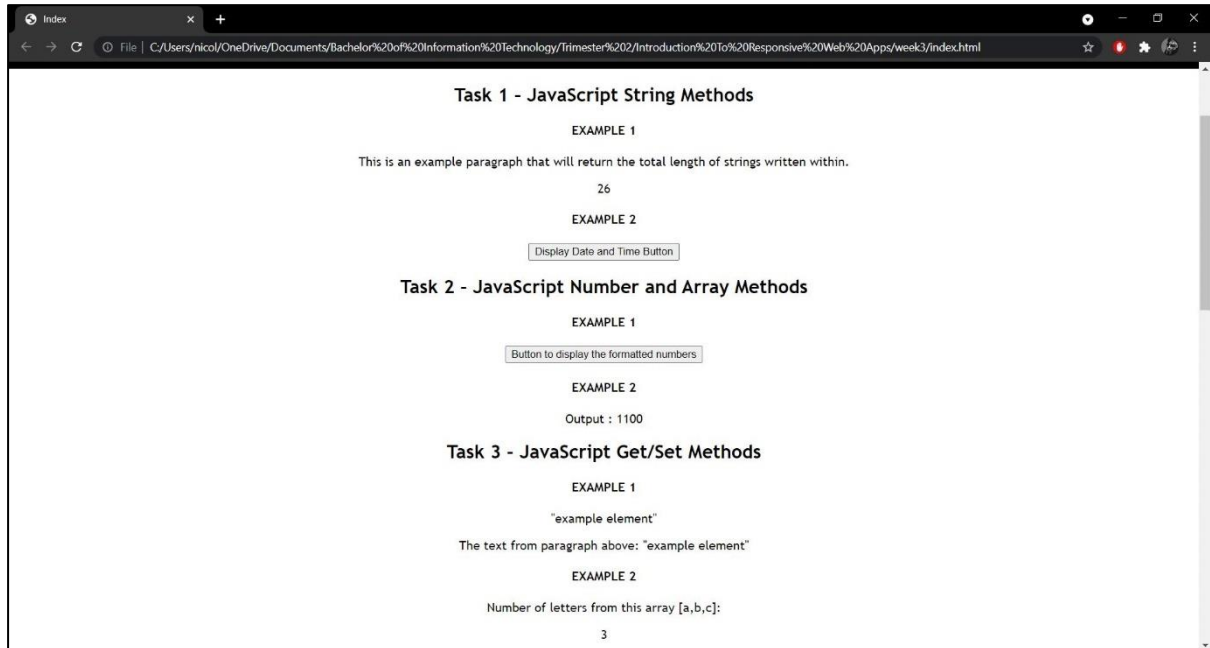 Index
File | C:/Users/nicol/OneDrive/Documents/Bachelor%20of%20Information%20Technology/Trimester%202/Introduction%20To%20Responsive%20Web%20Apps/week3/index.html
Task 1 - JavaScript String Methods
EXAMPLE 1
This is an example paragraph that will return the total length of strings written within.
26
EXAMPLE 2
Display Date and Time Button
Task 2 - JavaScript Number and Array Methods
EXAMPLE 1
Button to display the formatted numbers
EXAMPLE 2
Output : 1100
Task 3 - JavaScript Get/Set Methods
EXAMPLE 1
"example element"
The text from paragraph above: "example element"
EXAMPLE 2
Number of letters from this array [a,b,c]:
3